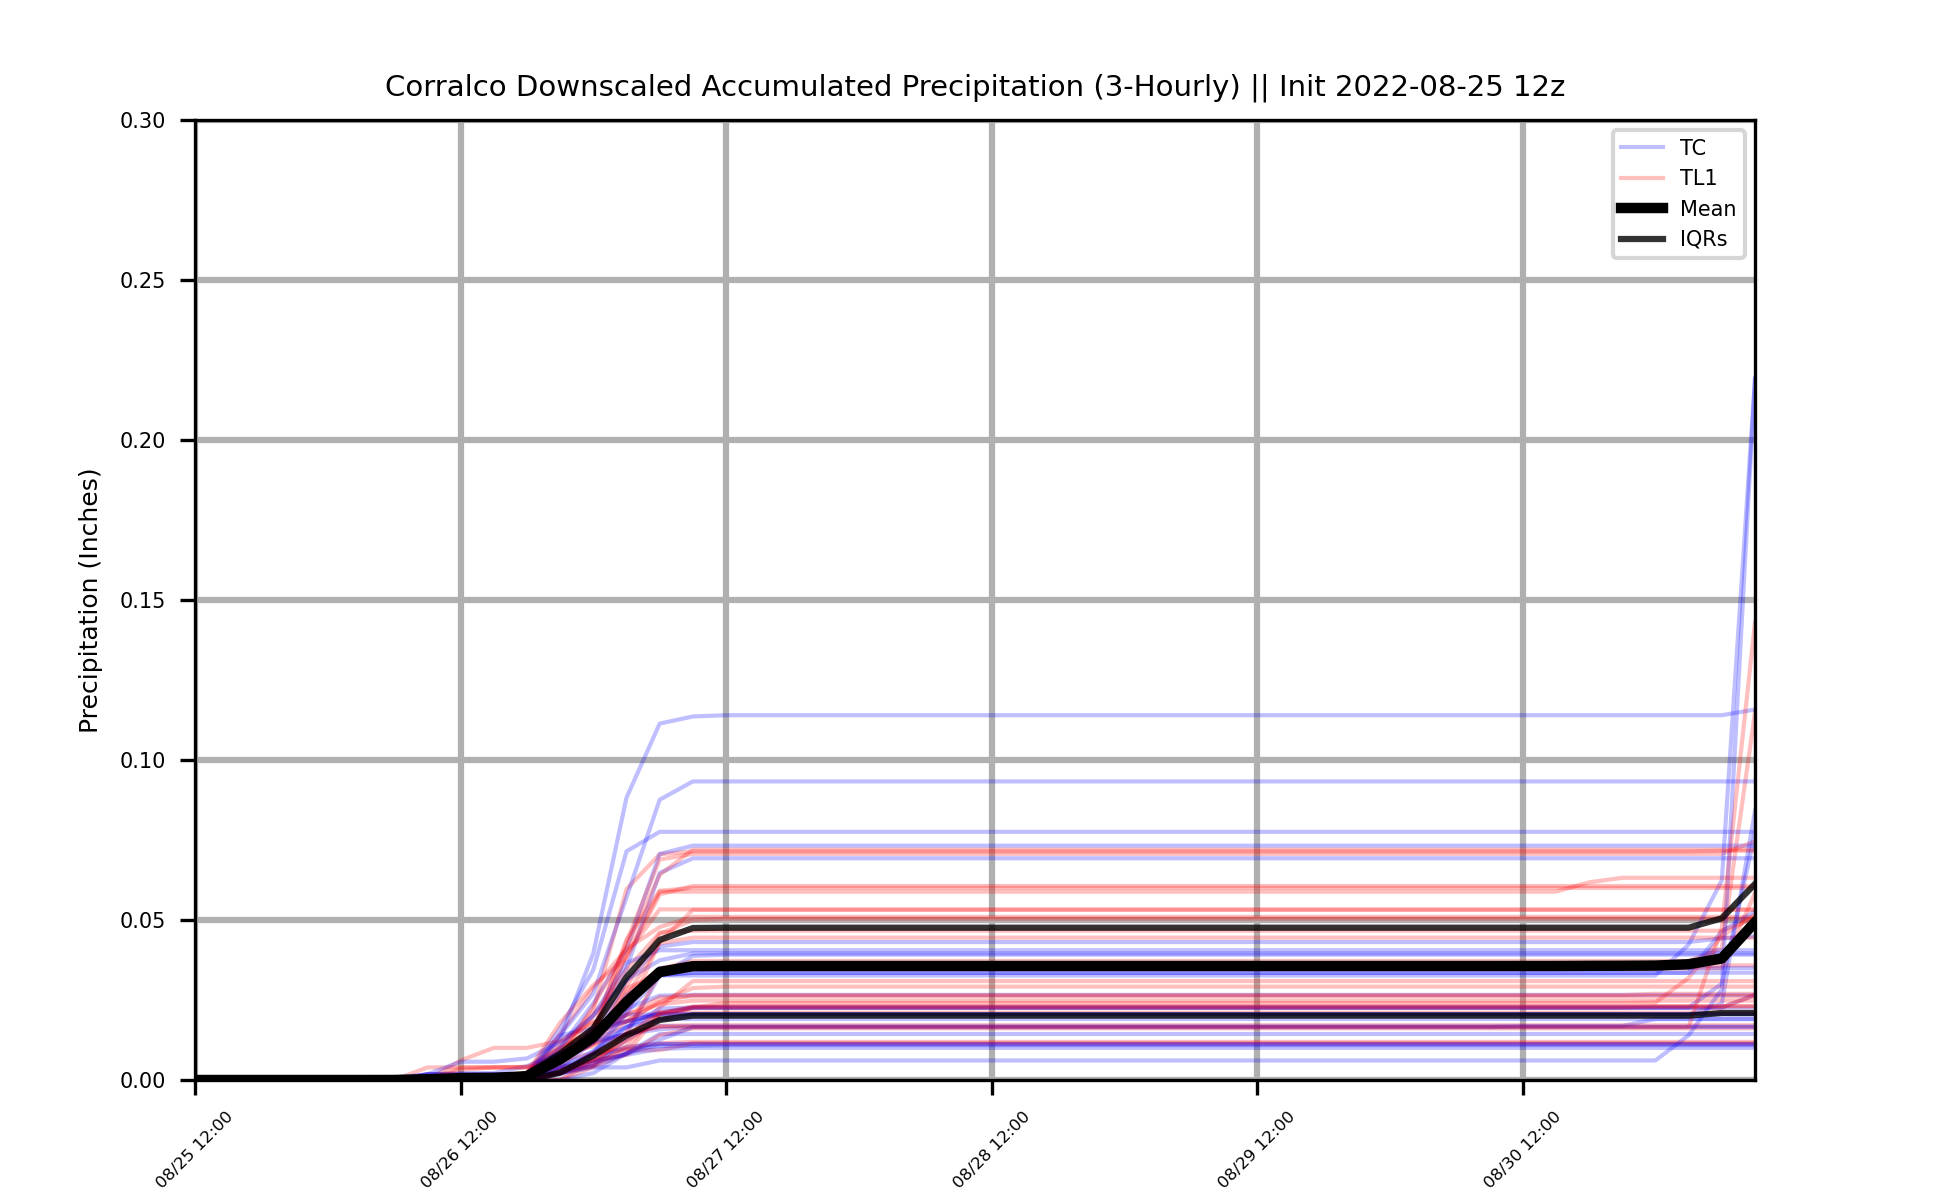 Corralco Downscaled Accumulated Precipitation (3-Hourly) || Init 2022-08-25 12z
TC
TL1
Mean
IQRs
Precipitation (Inches)
0.30
0.25
0.20
0.15
0.10
0.05
0.00
08/25 12:00
08/26 12:00
08/27 12:00
08/28 12:00
08/29 12:00
08/30 12:00